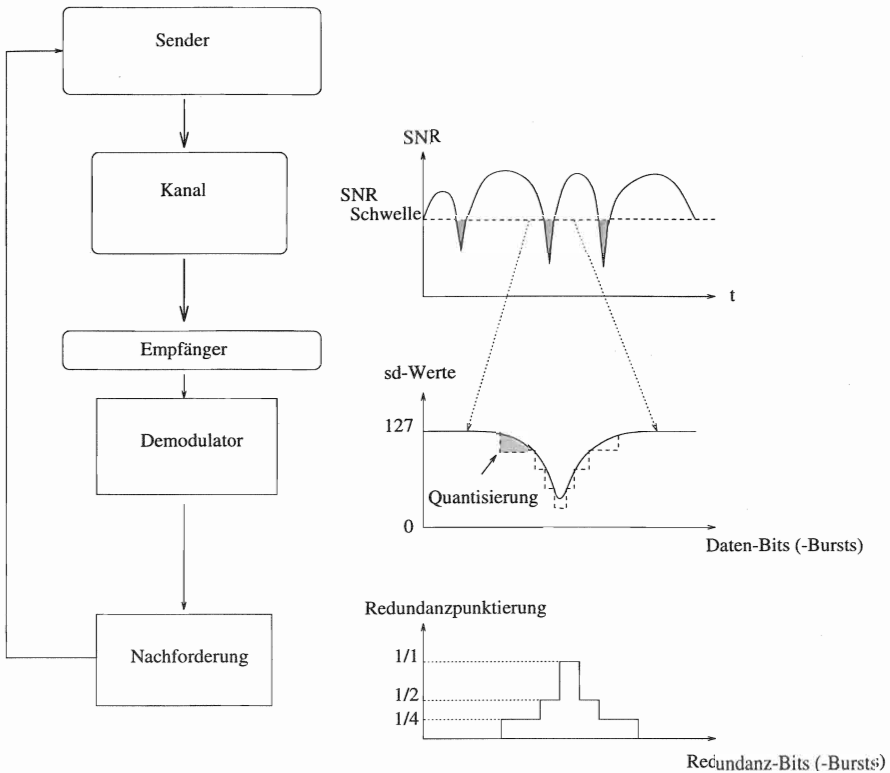 Sender
Kanal
Empfänger
Demodulator
Nachforderung
SNR
SNR
Schwelle
t
sd-Werte
127
Quantisierung
0
Daten-Bits (-Bursts)
Redundanzpunktierung
1/1
1/2
1/4
Redundanz-Bits (-Bursts)